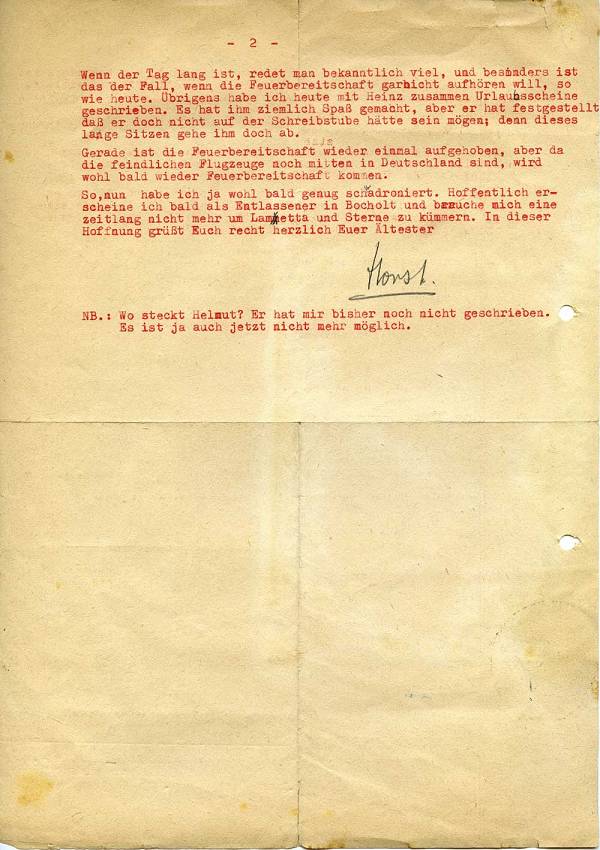 - 2 -
Wenn der Tag lang ist, redet man bekanntlich viel, und besonders ist
das der Fall, wenn die Feuerbereitschaft garnicht aufhören will, so
wie heute. Übrigens habe ich heute mit Heinz zusammen Urlaubsscheine
geschrieben. Es hat ihm ziemlich Spaß gemacht, aber er hat festgestellt
daß er doch nicht auf der Schreibstube hätte sein mögen; denn dieses
lange Sitzen gehe ihm doch ab.
Gerade ist die Feuerbereitschaft wieder einmal aufgehoben, aber da
die feindlichen Flugzeuge noch mitten in Deutschland sind, wird
wohl bald wieder Feuerbereitschaft kommen.
So,nun habe ich ja wohl bald genug schwadroniert. Hoffentlich er-
scheine ich bald als Entlassener in Bocholt und brauche mich eine
zeitlang nicht mehr um Lametta und Sterne zu kümmern. In dieser
Hoffnung grüßt Euch recht herzlich Euer Ältester
Horst.
NB.: Wo steckt Helmut? Er hat mir bisher noch nicht geschrieben.
Es ist ja auch jetzt nicht mehr möglich.